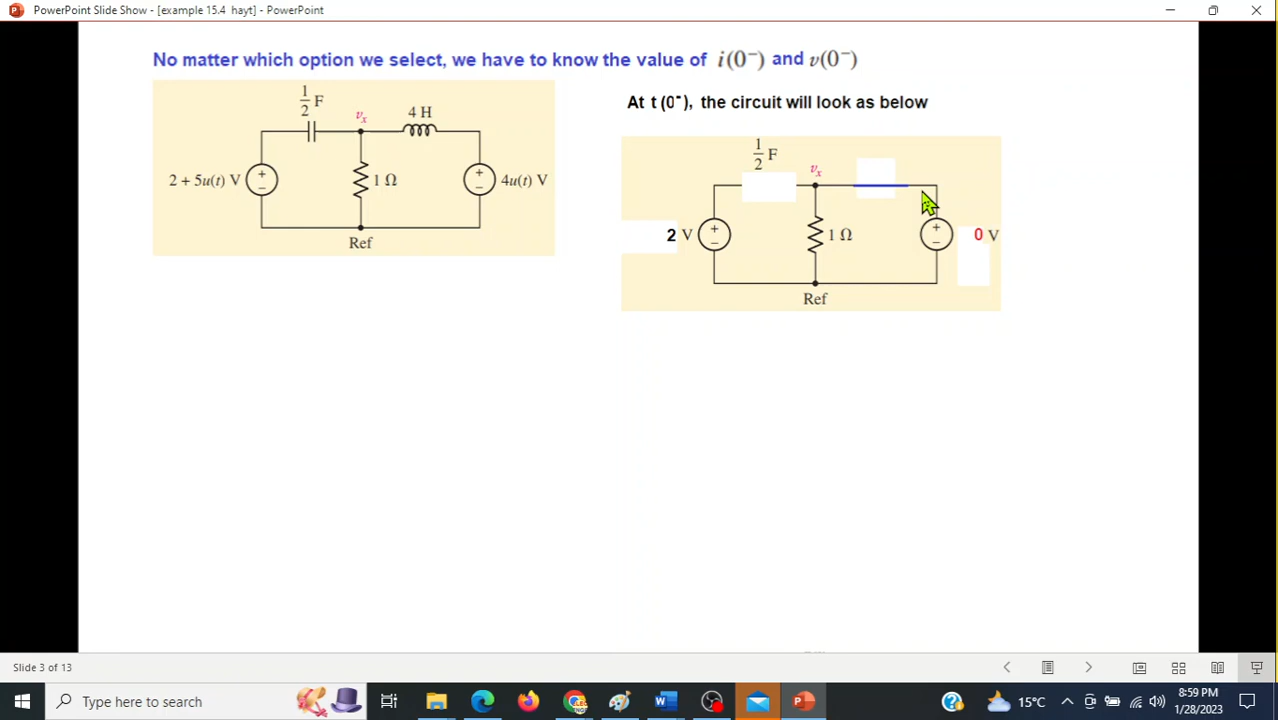 PowerPoint Slide Show - [example 15.4 hayt] - PowerPoint
No matter which option we select, we have to know the value of i(0⁻) and v(0⁻)
At t (0⁻), the circuit will look as below
1/2 F
vₓ
4 H
2 + 5u(t) V
+
−
1 Ω
+
−
4u(t) V
Ref
1/2 F
vₓ
2 V
+
−
1 Ω
+
−
0 V
Ref
Slide 3 of 13
Type here to search
15°C
8:59 PM
1/28/2023